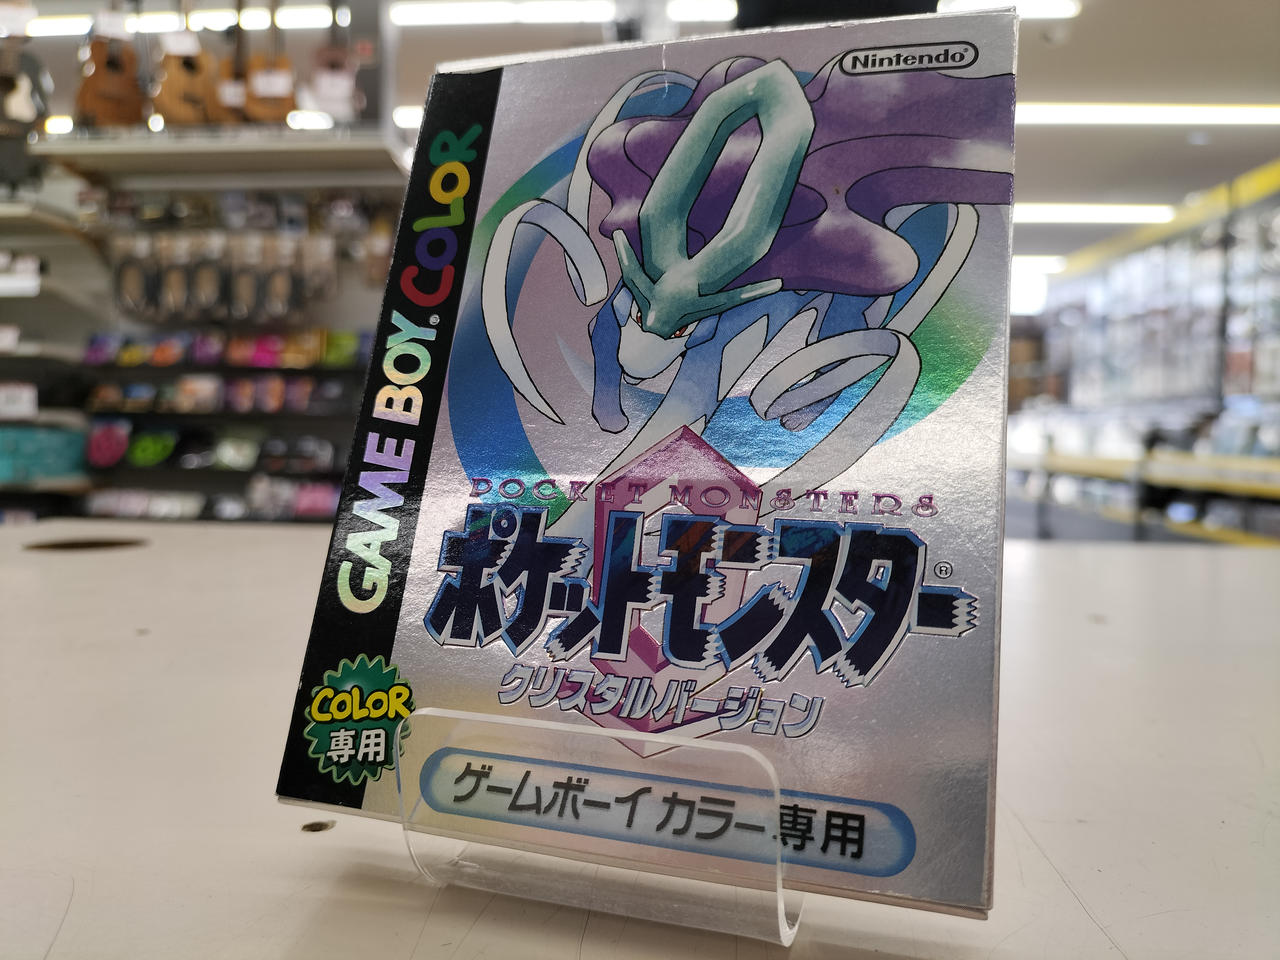 Nintendo®
GAME BOY® COLOR
POCKET MONSTERS
ポケットモンスター®
クリスタルバージョン
COLOR
専用
ゲームボーイカラー専用